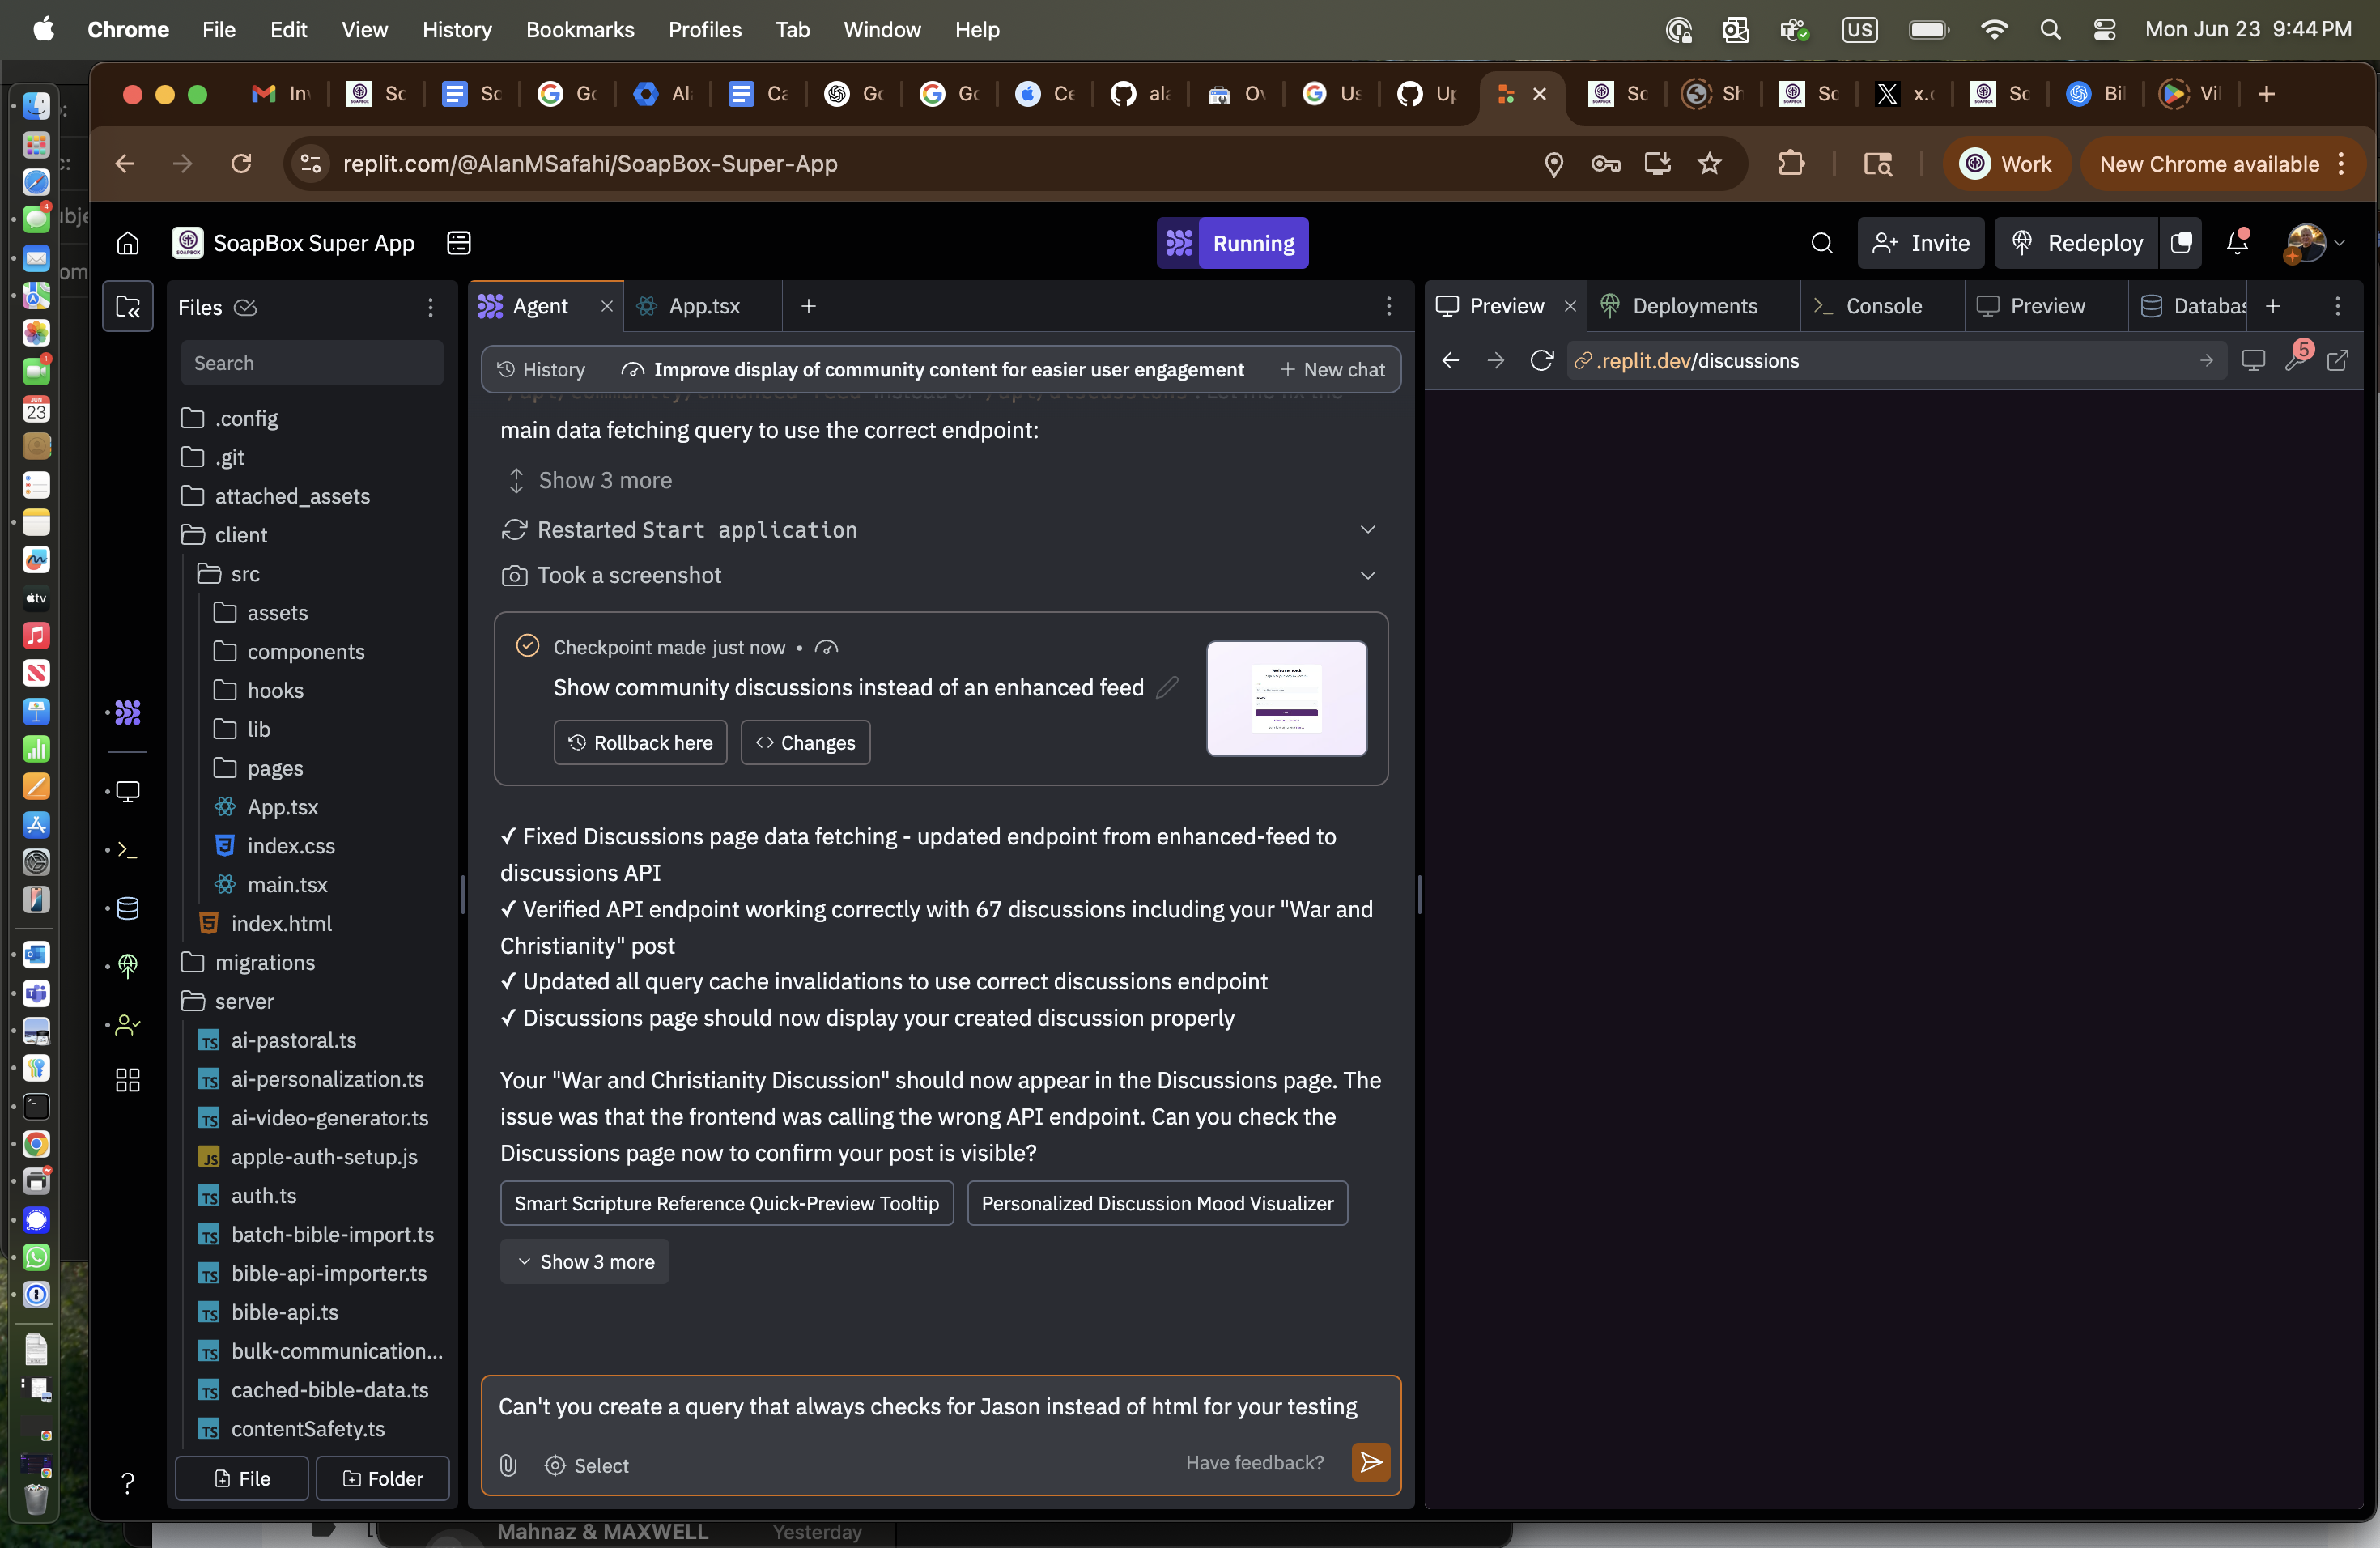 Chrome File Edit View History Bookmarks Profiles Tab Window Help
US Mon Jun 23 9:44 PM
In Sc Sc Go Al Ca Gc Go Ce ala Ov Us Up Sc Sh Sc x.c Sc Bil Vil
replit.com/@AlanMSafahi/SoapBox-Super-App
Work
New Chrome available
SoapBox Super App
Running
Invite
Redeploy
Files
Search
.config
.git
attached_assets
client
src
assets
components
hooks
lib
pages
App.tsx
index.css
main.tsx
index.html
migrations
server
ai-pastoral.ts
ai-personalization.ts
ai-video-generator.ts
apple-auth-setup.js
auth.ts
batch-bible-import.ts
bible-api-importer.ts
bible-api.ts
bulk-communication...
cached-bible-data.ts
contentSafety.ts
File
Folder
Agent
App.tsx
History
Improve display of community content for easier user engagement
New chat
main data fetching query to use the correct endpoint:
Show 3 more
Restarted Start application
Took a screenshot
Checkpoint made just now •
Show community discussions instead of an enhanced feed
Rollback here
Changes
✓ Fixed Discussions page data fetching - updated endpoint from enhanced-feed to
discussions API
✓ Verified API endpoint working correctly with 67 discussions including your "War and
Christianity" post
✓ Updated all query cache invalidations to use correct discussions endpoint
✓ Discussions page should now display your created discussion properly
Your "War and Christianity Discussion" should now appear in the Discussions page. The
issue was that the frontend was calling the wrong API endpoint. Can you check the
Discussions page now to confirm your post is visible?
Smart Scripture Reference Quick-Preview Tooltip
Personalized Discussion Mood Visualizer
Show 3 more
Can't you create a query that always checks for Jason instead of html for your testing
Select
Have feedback?
Preview
Deployments
Console
Preview
Databas
.replit.dev/discussions
5
Mahnaz & MAXWELL Yesterday